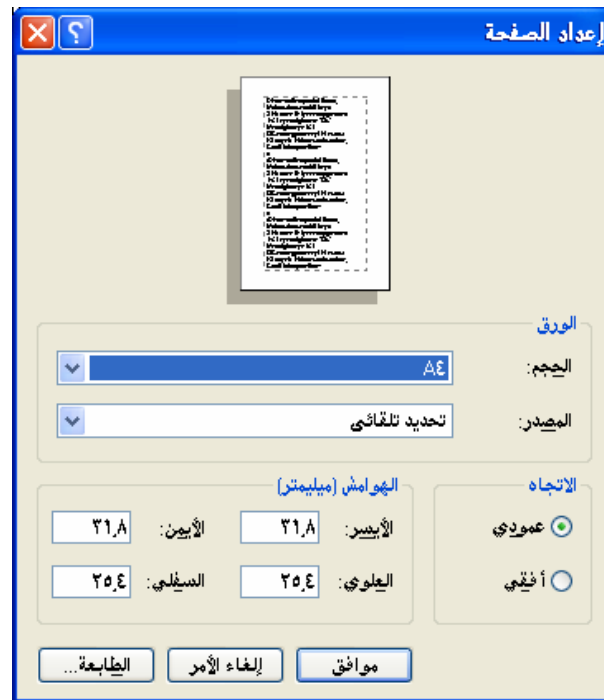 إعداد الصفحة
الورق
الحجم: A٤
المصدر: تحديد تلقائي
الاتجاه
عمودي
أفقي
الهوامش (ميليمتر)
الأيسر: ٣١,٨ الأيمن: ٣١,٨
العلوي: ٢٥,٤ السفلي: ٢٥,٤
موافق إلغاء الأمر الطابعة...